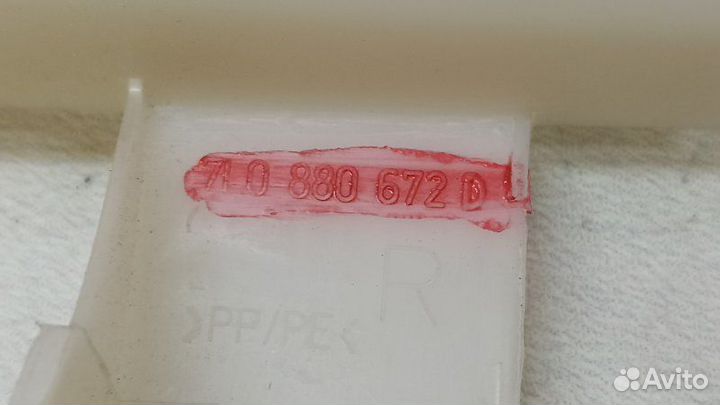 7L0 880 672 D
R
>PP/PE<
Avito